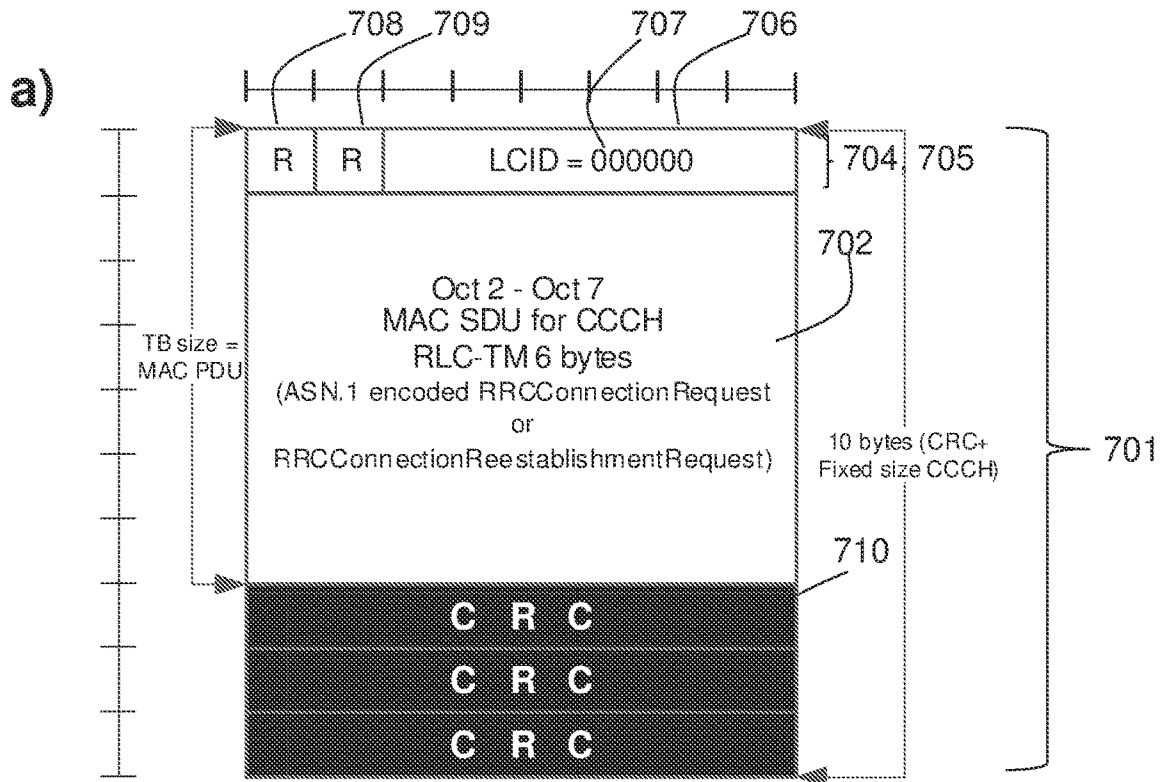 708 709 707 706
a)
R R LCID = 000000
704, 705
702
Oct 2 - Oct 7
MAC SDU for CCCH
RLC-TM 6 bytes
(ASN.1 encoded RRCConnectionRequest
or
RRCConnectionReestablishmentRequest)
TB size =
MAC PDU
10 bytes (CRC+
Fixed size CCCH)
701
710
C R C
C R C
C R C